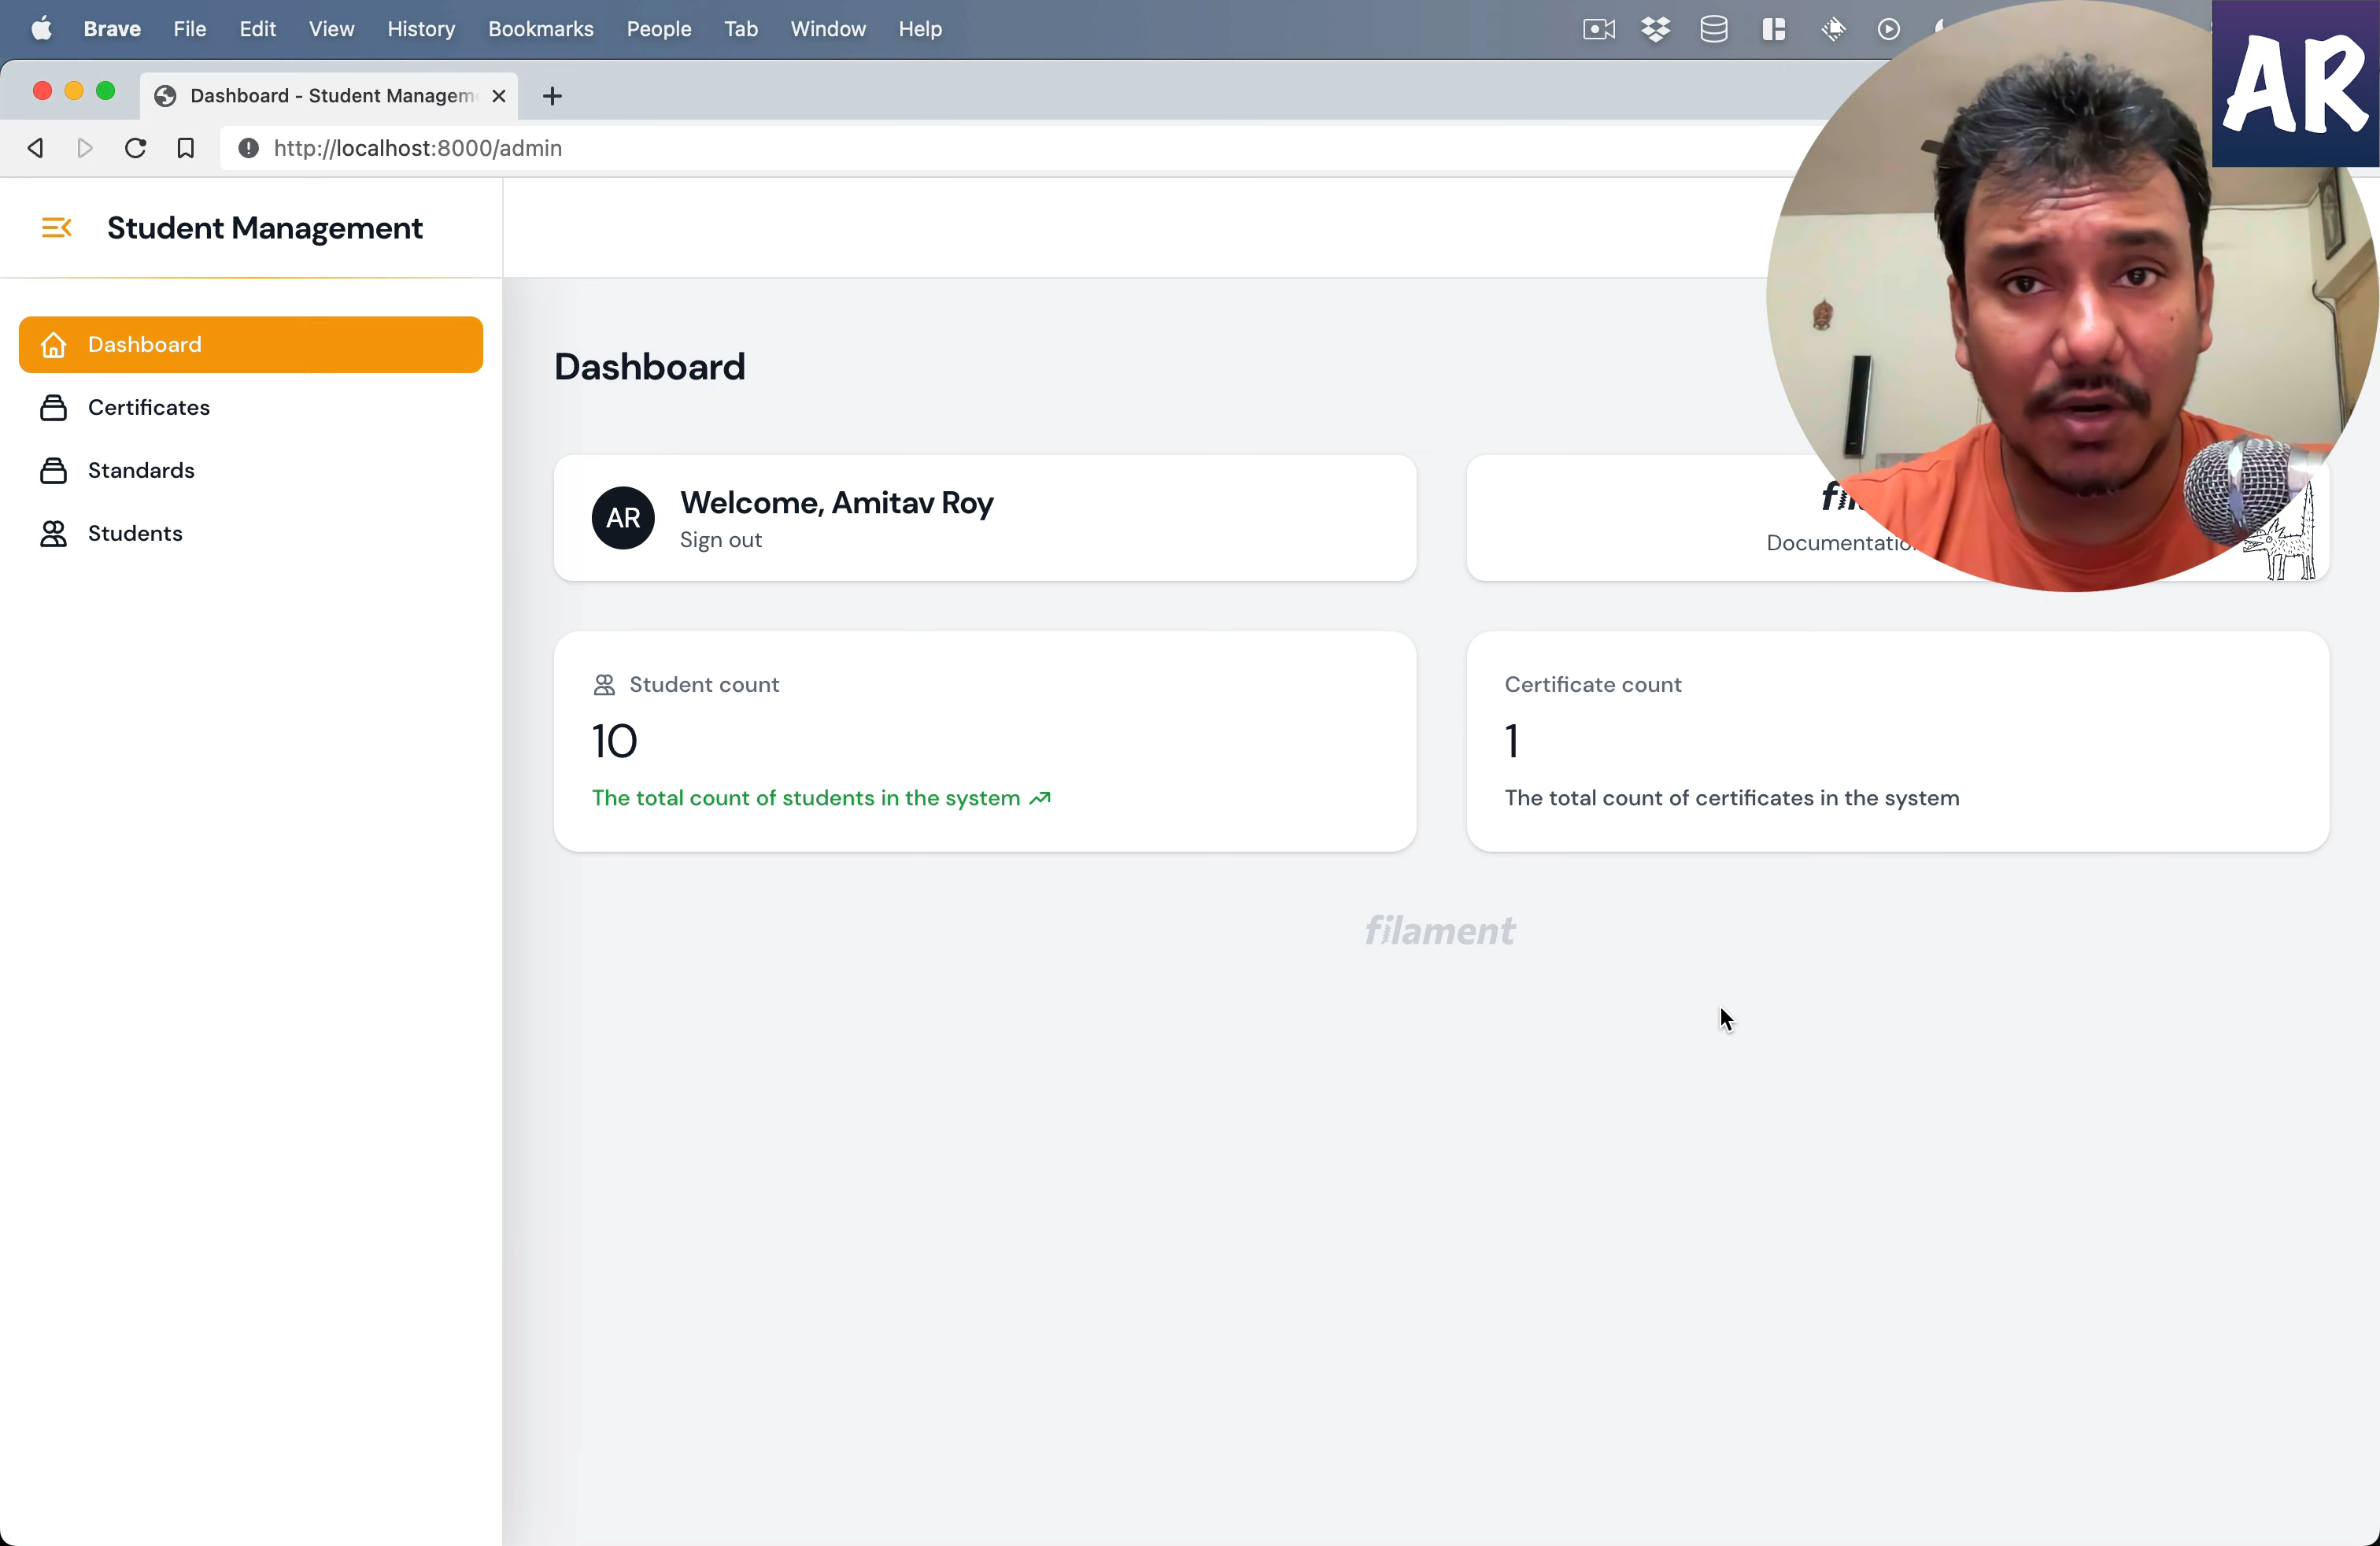 Brave File Edit View History Bookmarks People Tab Window Help
Dashboard - Student Managem
http://localhost:8000/admin
AR
Student Management
Dashboard
Certificates
Standards
Students
Dashboard
AR
Welcome, Amitav Roy
Sign out
Student count
10
The total count of students in the system
Certificate count
1
The total count of certificates in the system
filament